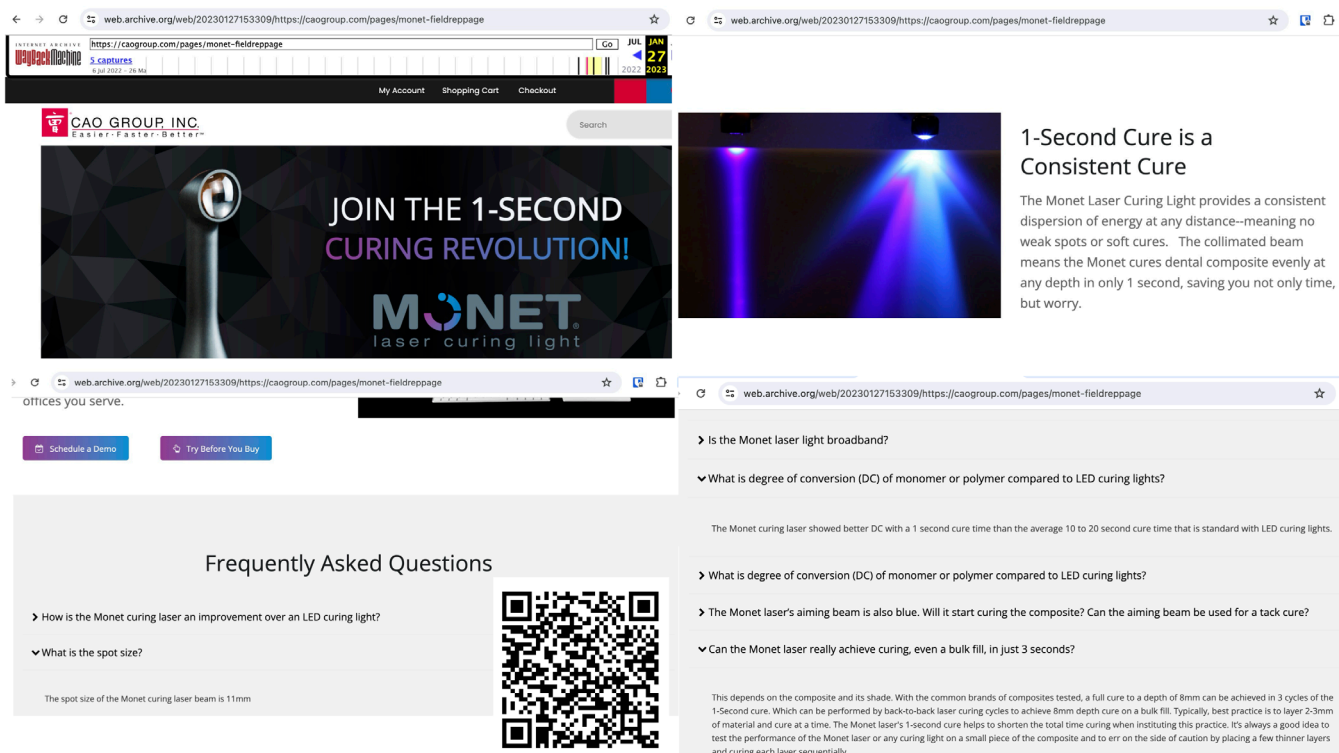 web.archive.org/web/20230127153309/https://caogroup.com/pages/monet-fieldreppage
INTERNET ARCHIVE
WayBackMachine
https://caogroup.com/pages/monet-fieldreppage
Go
JUL
JAN
5 captures
27
6 Jul 2022 – 26 Ma
2022
2023
My Account
Shopping Cart
Checkout
CAO GROUP, INC.
Easier·Faster·Better™
Search
JOIN THE 1-SECOND
CURING REVOLUTION!
MONET®
laser curing light
web.archive.org/web/20230127153309/https://caogroup.com/pages/monet-fieldreppage
1-Second Cure is a
Consistent Cure
The Monet Laser Curing Light provides a consistent
dispersion of energy at any distance--meaning no
weak spots or soft cures. The collimated beam
means the Monet cures dental composite evenly at
any depth in only 1 second, saving you not only time,
but worry.
web.archive.org/web/20230127153309/https://caogroup.com/pages/monet-fieldreppage
offices you serve.
Schedule a Demo
Try Before You Buy
Frequently Asked Questions
How is the Monet curing laser an improvement over an LED curing light?
What is the spot size?
The spot size of the Monet curing laser beam is 11mm
web.archive.org/web/20230127153309/https://caogroup.com/pages/monet-fieldreppage
Is the Monet laser light broadband?
What is degree of conversion (DC) of monomer or polymer compared to LED curing lights?
The Monet curing laser showed better DC with a 1 second cure time than the average 10 to 20 second cure time that is standard with LED curing lights.
What is degree of conversion (DC) of monomer or polymer compared to LED curing lights?
The Monet laser's aiming beam is also blue. Will it start curing the composite? Can the aiming beam be used for a tack cure?
Can the Monet laser really achieve curing, even a bulk fill, in just 3 seconds?
This depends on the composite and its shade. With the common brands of composites tested, a full cure to a depth of 8mm can be achieved in 3 cycles of the
1-Second cure. Which can be performed by back-to-back laser curing cycles to achieve 8mm depth cure on a bulk fill. Typically, best practice is to layer 2-3mm
of material and cure at a time. The Monet laser's 1-second cure helps to shorten the total time curing when instituting this practice. It's always a good idea to
test the performance of the Monet laser or any curing light on a small piece of the composite and to err on the side of caution by placing a few thinner layers
and curing each layer sequentially.